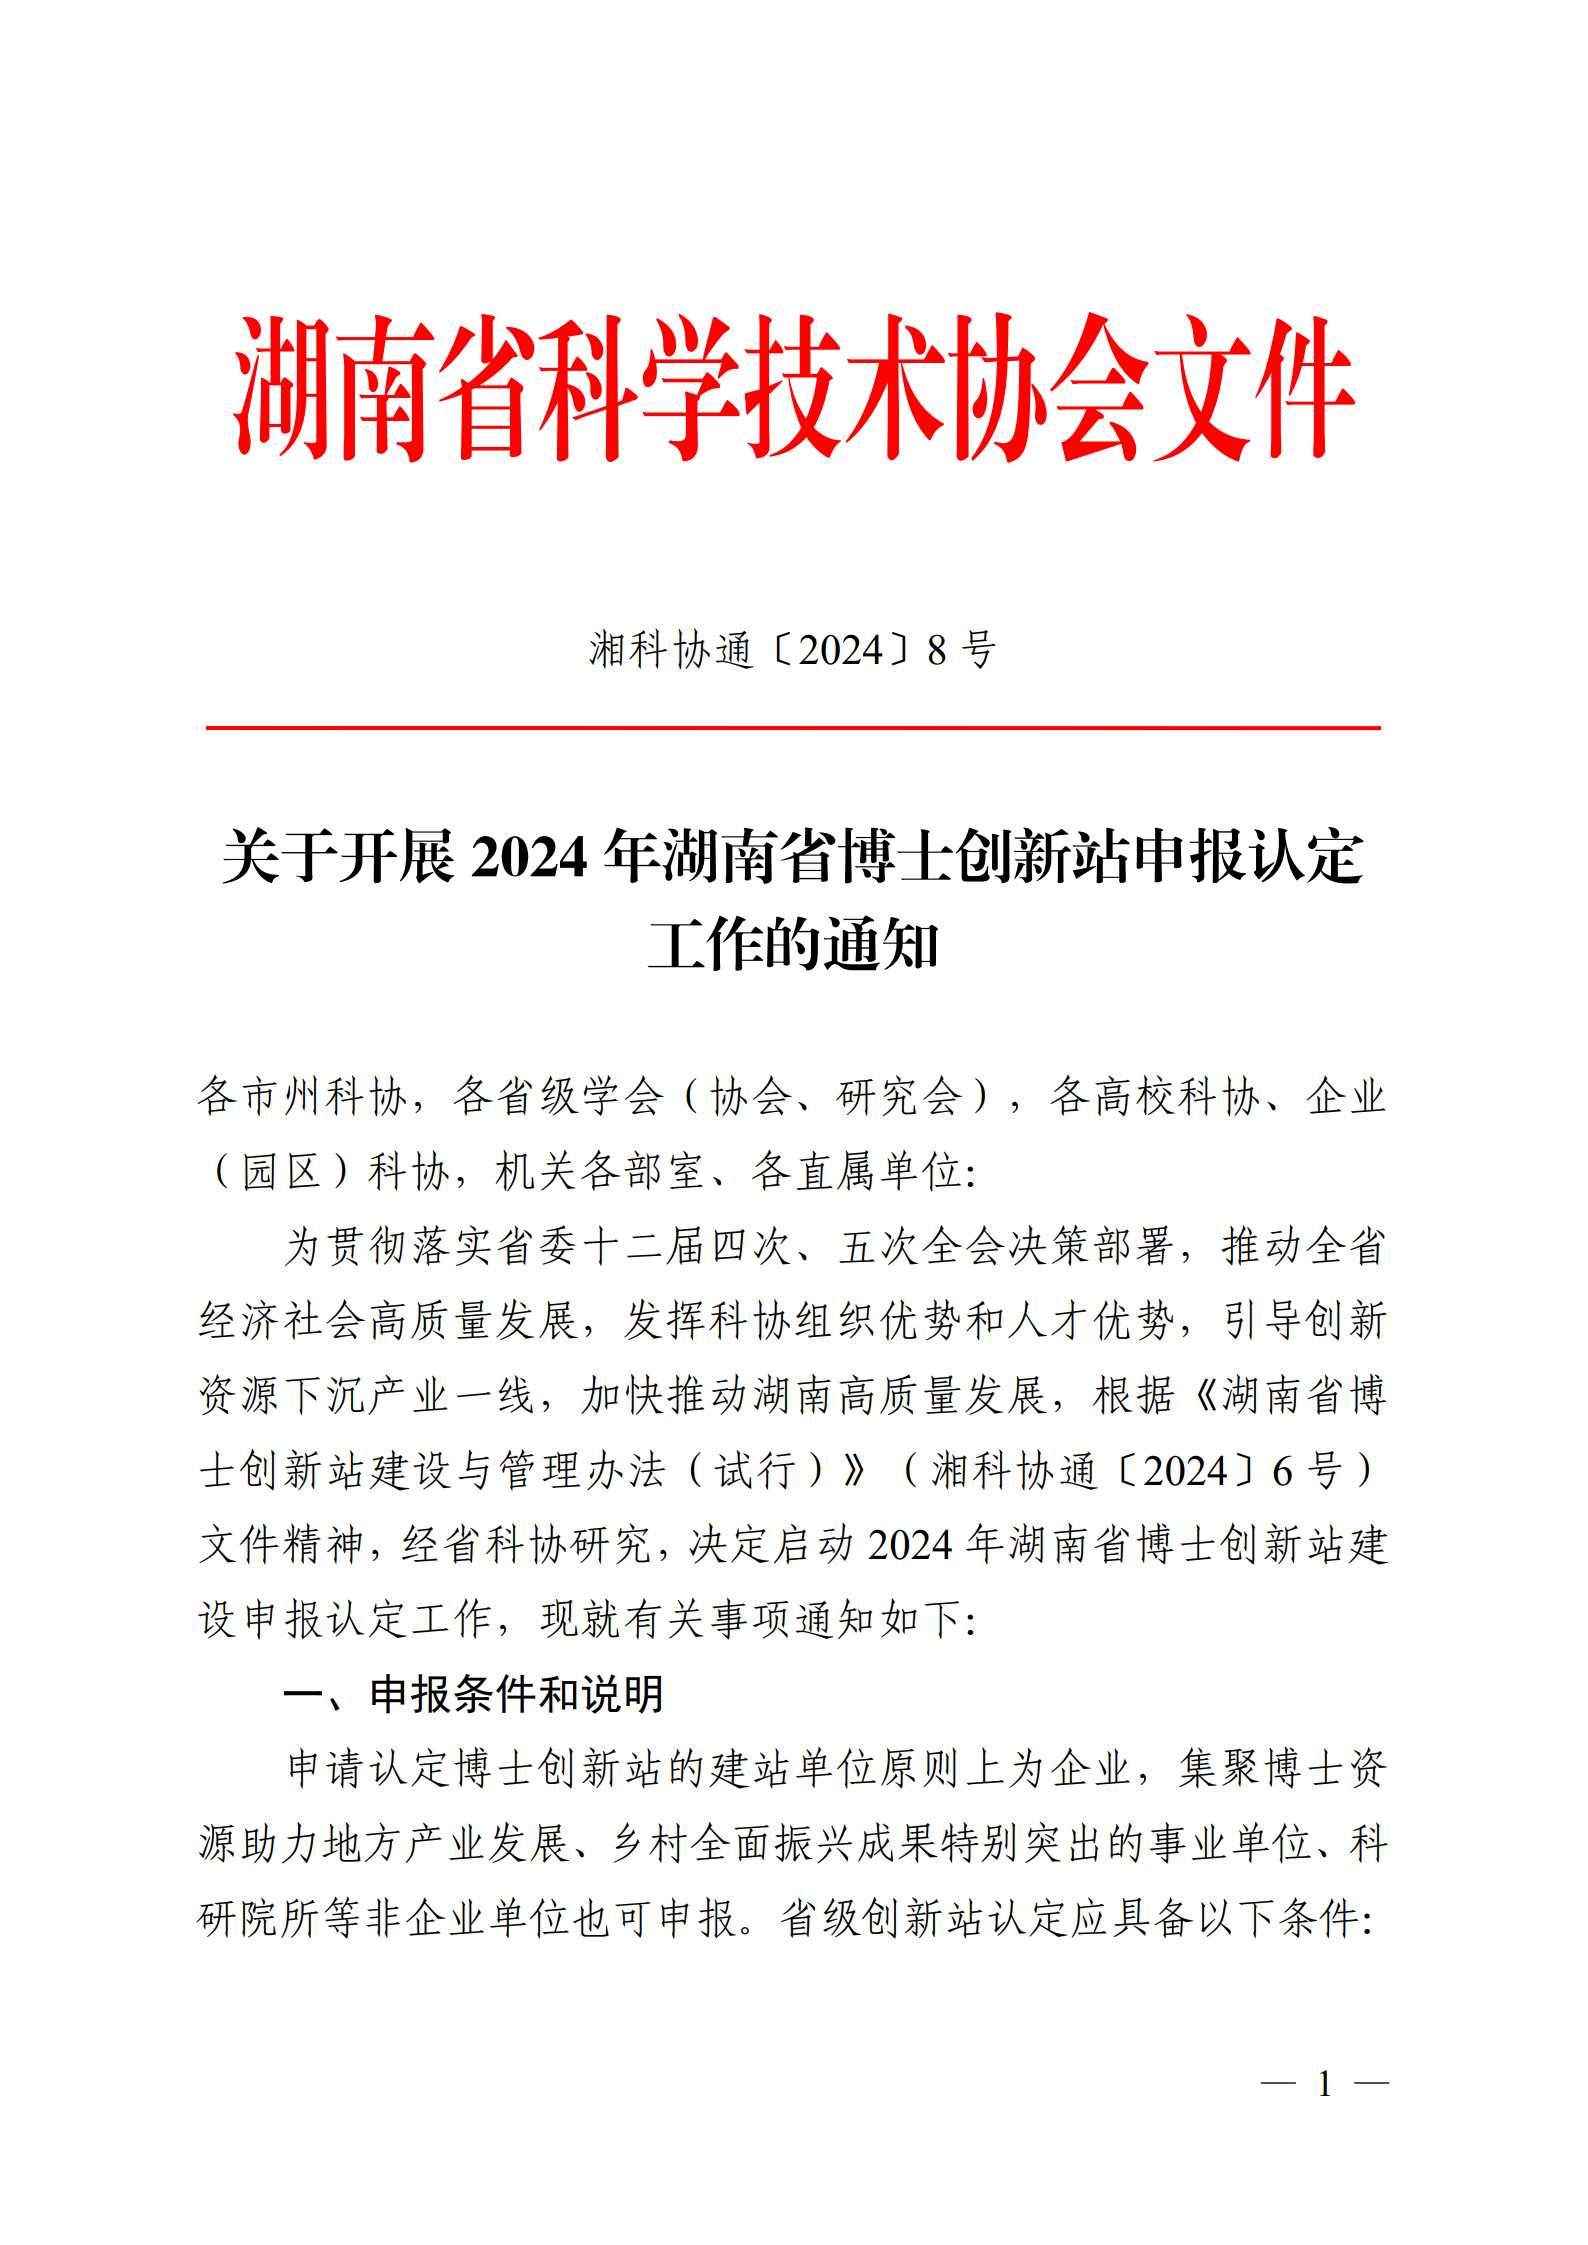 湖南省科学技术协会文件
湘科协通〔2024〕8 号
关于开展 2024 年湖南省博士创新站申报认定
工作的通知
各市州科协，各省级学会（协会、研究会），各高校科协、企业
（园区）科协，机关各部室、各直属单位：
为贯彻落实省委十二届四次、五次全会决策部署，推动全省
经济社会高质量发展，发挥科协组织优势和人才优势，引导创新
资源下沉产业一线，加快推动湖南高质量发展，根据《湖南省博
士创新站建设与管理办法（试行）》（湘科协通〔2024〕6 号）
文件精神，经省科协研究，决定启动 2024 年湖南省博士创新站建
设申报认定工作，现就有关事项通知如下：
一、申报条件和说明
申请认定博士创新站的建站单位原则上为企业，集聚博士资
源助力地方产业发展、乡村全面振兴成果特别突出的事业单位、科
研院所等非企业单位也可申报。省级创新站认定应具备以下条件：
— 1 —